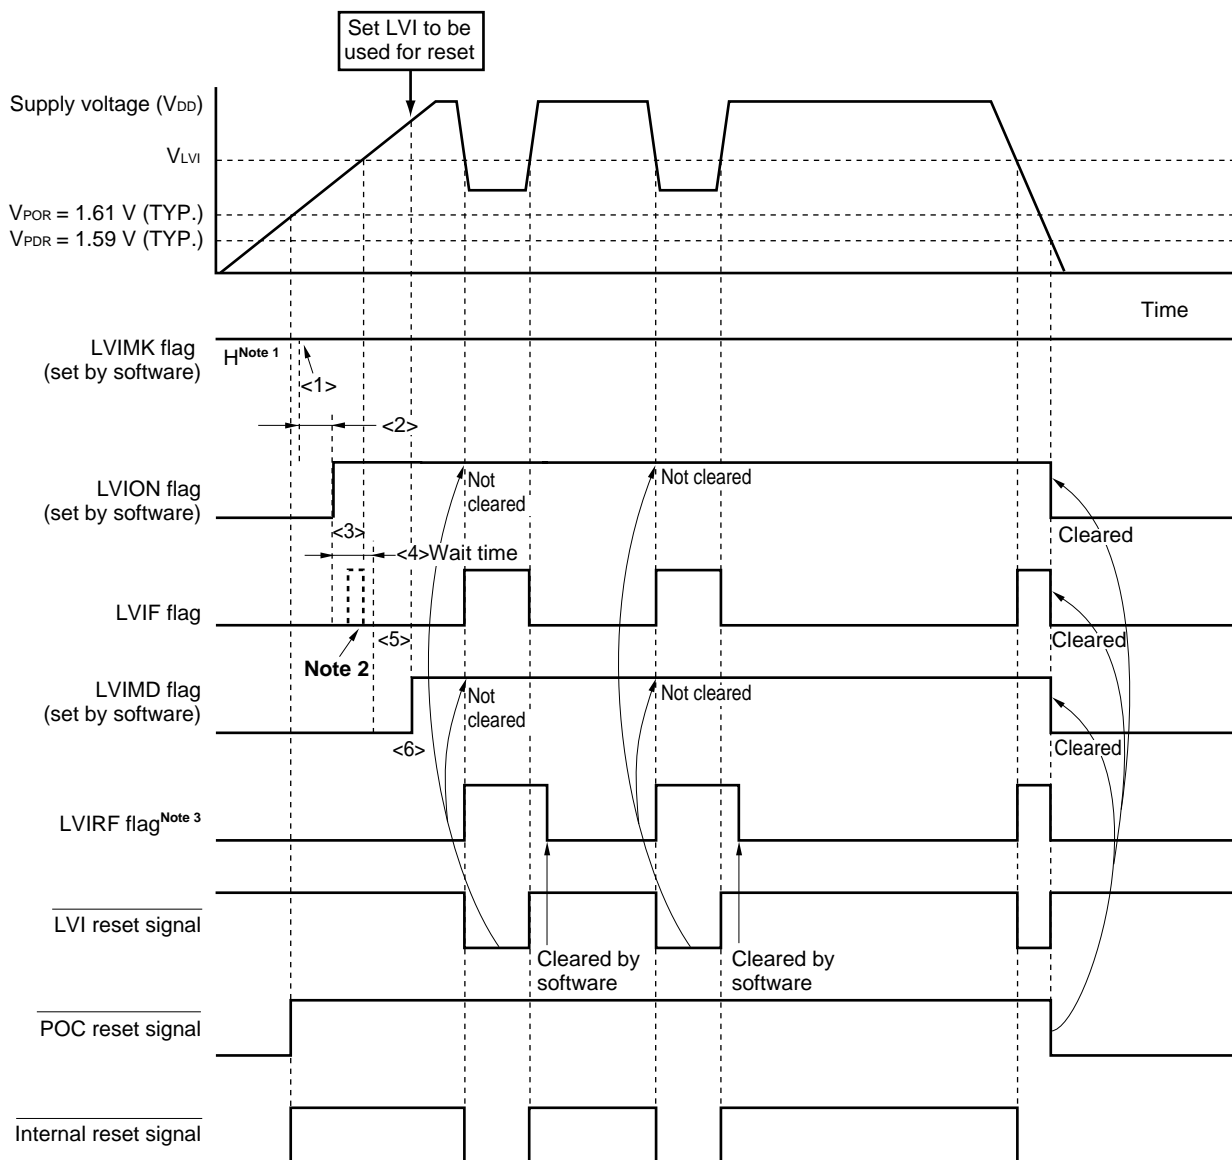 Set LVI to be
used for reset
Supply voltage (VDD)
VLVI
VPOR = 1.61 V (TYP.)
VPDR = 1.59 V (TYP.)
Time
LVIMK flag
(set by software)
HNote 1
<1>
<2>
LVION flag
(set by software)
Not
cleared
Not cleared
Cleared
<3>
<4>Wait time
LVIF flag
Note 2
<5>
Cleared
LVIMD flag
(set by software)
Not
cleared
Not cleared
<6>
Cleared
LVIRF flagNote 3
LVI reset signal
Cleared by
software
Cleared by
software
POC reset signal
Internal reset signal